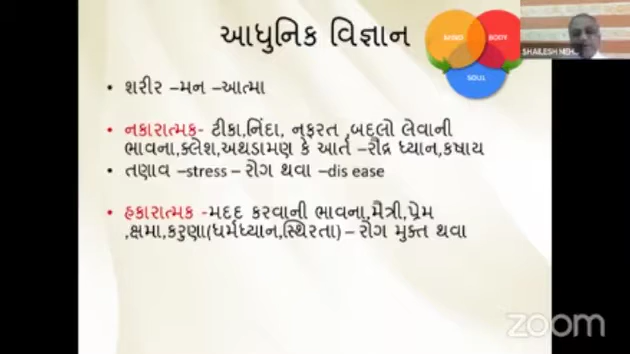 આધુનિક વિજ્ઞાન
MIND
BODY
SOUL
SHAILESH MEH
• શરીર –મન –આત્મા
• નકારાત્મક- ટીકા,નિંદા, નફરત ,બદલો લેવાની
ભાવના,ક્લેશ,અથડામણ કે આર્ત –રૌદ્ર ધ્યાન,કષાય
• તણાવ –stress – રોગ થવા –dis ease
• હકારાત્મક -મદદ કરવાની ભાવના,મૈત્રી,પ્રેમ
,ક્ષમા,કરુણા(ધર્મધ્યાન,સ્થિરતા) – રોગ મુક્ત થવા
zoom